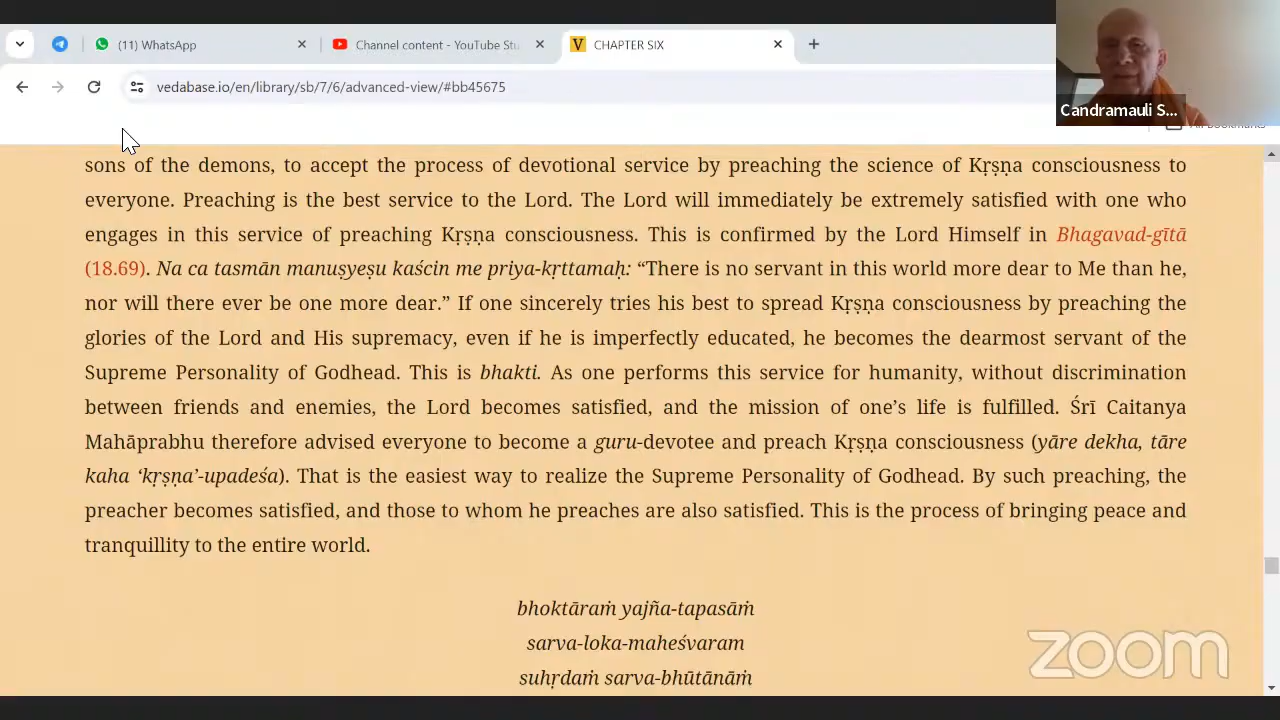 (11) WhatsApp
Channel content - YouTube Stu
CHAPTER SIX
vedabase.io/en/library/sb/7/6/advanced-view/#bb45675
Candramauli S...
All Bookmarks
sons of the demons, to accept the process of devotional service by preaching the science of Kṛṣṇa consciousness to
everyone. Preaching is the best service to the Lord. The Lord will immediately be extremely satisfied with one who
engages in this service of preaching Kṛṣṇa consciousness. This is confirmed by the Lord Himself in Bhagavad-gītā
(18.69). Na ca tasmān manuṣyeṣu kaścin me priya-kṛttamaḥ: “There is no servant in this world more dear to Me than he,
nor will there ever be one more dear.” If one sincerely tries his best to spread Kṛṣṇa consciousness by preaching the
glories of the Lord and His supremacy, even if he is imperfectly educated, he becomes the dearmost servant of the
Supreme Personality of Godhead. This is bhakti. As one performs this service for humanity, without discrimination
between friends and enemies, the Lord becomes satisfied, and the mission of one’s life is fulfilled. Śrī Caitanya
Mahāprabhu therefore advised everyone to become a guru-devotee and preach Kṛṣṇa consciousness (yāre dekha, tāre
kaha ‘kṛṣṇa’-upadeśa). That is the easiest way to realize the Supreme Personality of Godhead. By such preaching, the
preacher becomes satisfied, and those to whom he preaches are also satisfied. This is the process of bringing peace and
tranquillity to the entire world.
bhoktāraṁ yajña-tapasāṁ
sarva-loka-maheśvaram
suhṛdaṁ sarva-bhūtānāṁ
zoom